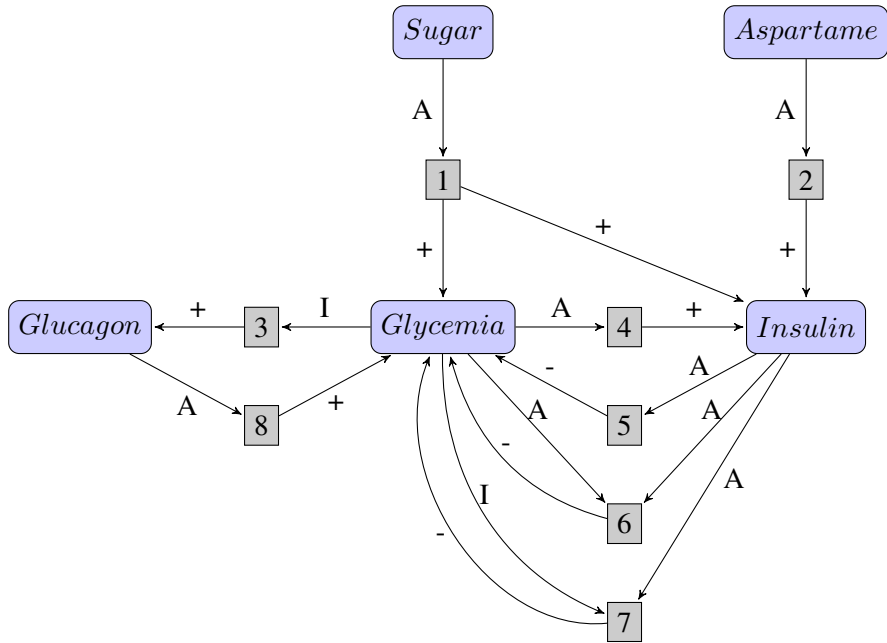 Sugar
Aspartame
A
A
1
2
+
+
+
Glucagon
+
3
I
Glycemia
A
4
+
Insulin
A
8
+
-
5
A
A
-
6
A
I
-
7
A